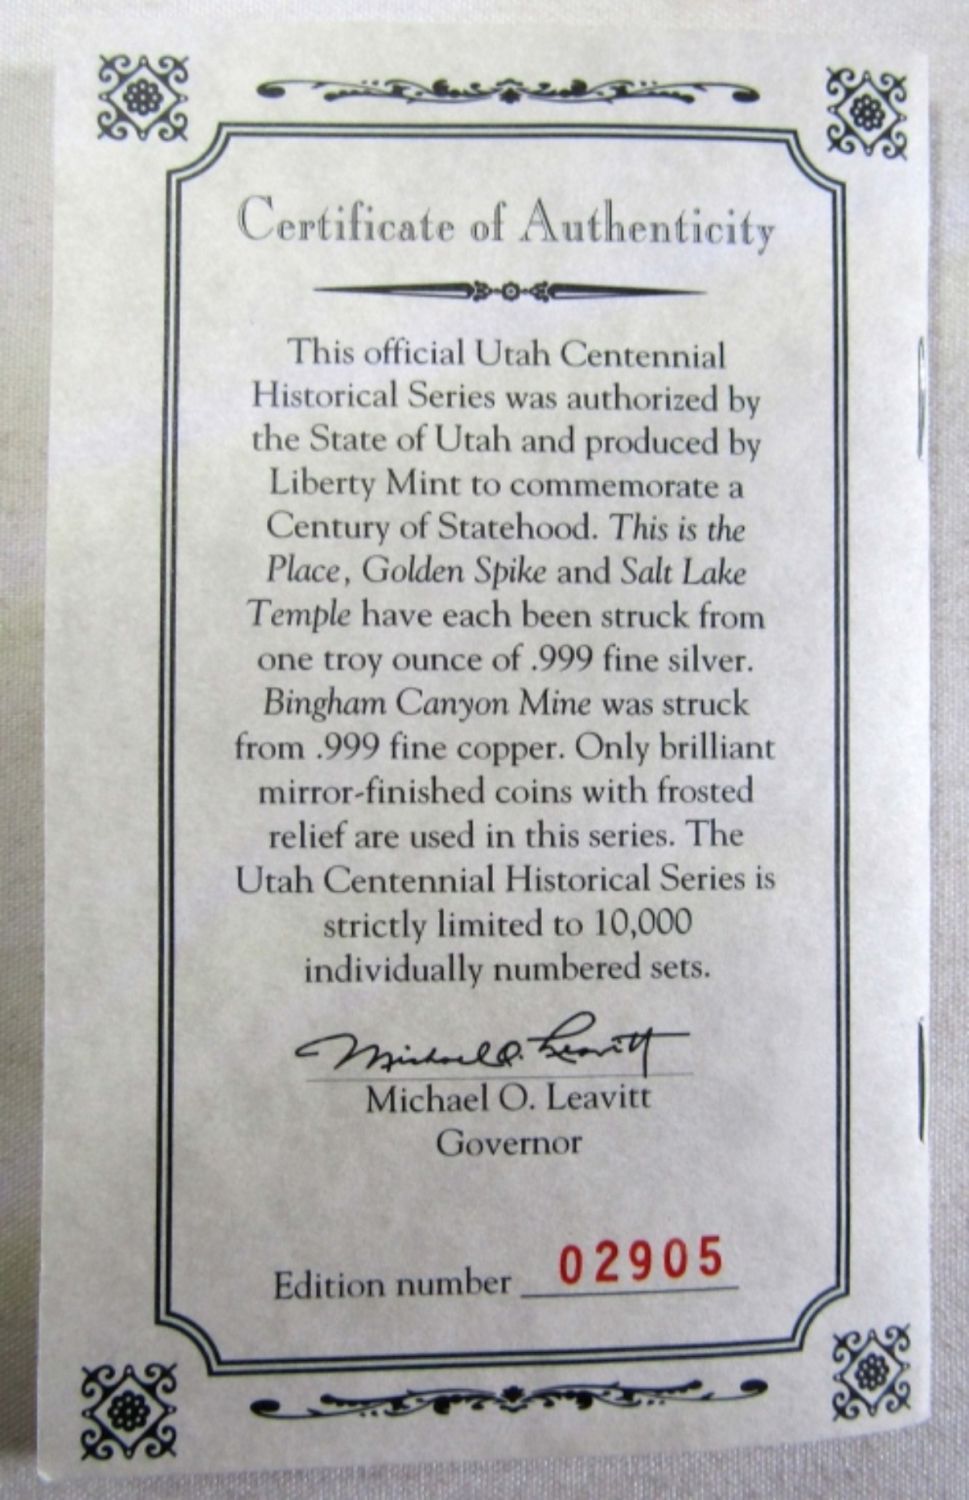 Certificate of Authenticity
This official Utah Centennial
Historical Series was authorized by
the State of Utah and produced by
Liberty Mint to commemorate a
Century of Statehood. This is the
Place, Golden Spike and Salt Lake
Temple have each been struck from
one troy ounce of .999 fine silver.
Bingham Canyon Mine was struck
from .999 fine copper. Only brilliant
mirror-finished coins with frosted
relief are used in this series. The
Utah Centennial Historical Series is
strictly limited to 10,000
individually numbered sets.
Michael O. Leavitt
Michael O. Leavitt
Governor
Edition number 02905